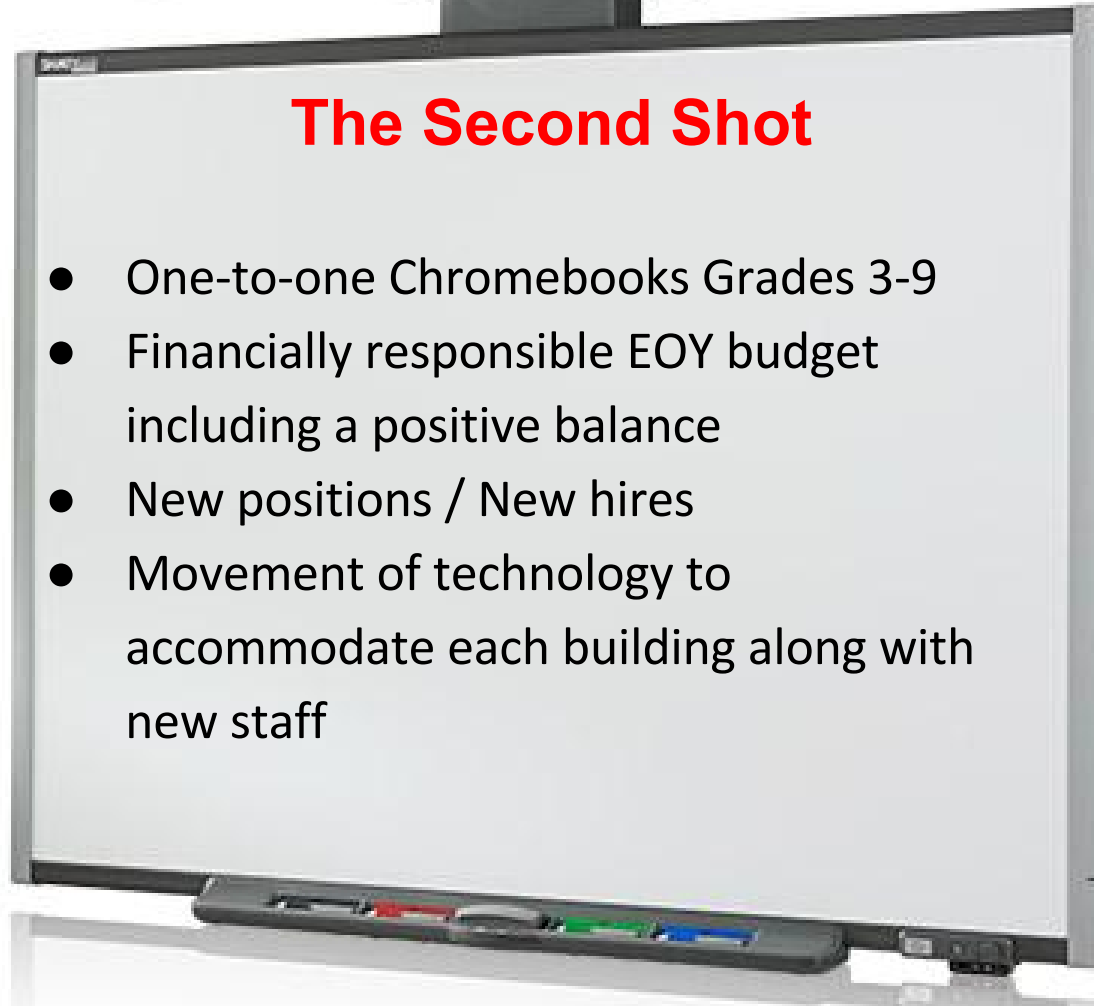 The Second Shot
● One-to-one Chromebooks Grades 3-9
● Financially responsible EOY budget
including a positive balance
● New positions / New hires
● Movement of technology to
accommodate each building along with
new staff